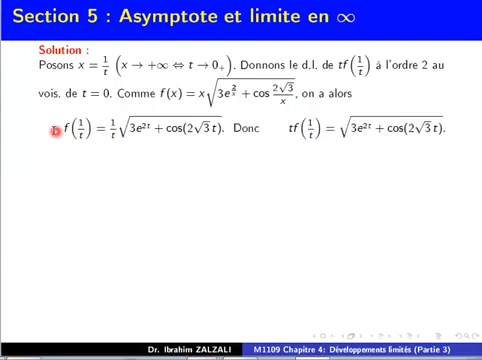 Section 5 : Asymptote et limite en ∞
Solution :
Posons x = 1/t (x → +∞ ⇔ t → 0₊). Donnons le d.l. de tf(1/t) à l'ordre 2 au
vois, de t = 0. Comme f(x) = x√(3e^(2/x) + cos (2√3)/x), on a alors
f(1/t) = 1/t √(3e^(2t) + cos(2√3 t)). Donc tf(1/t) = √(3e^(2t) + cos(2√3 t)).
Dr. Ibrahim ZALZALI M1109 Chapitre 4: Développements limités (Partie 3)